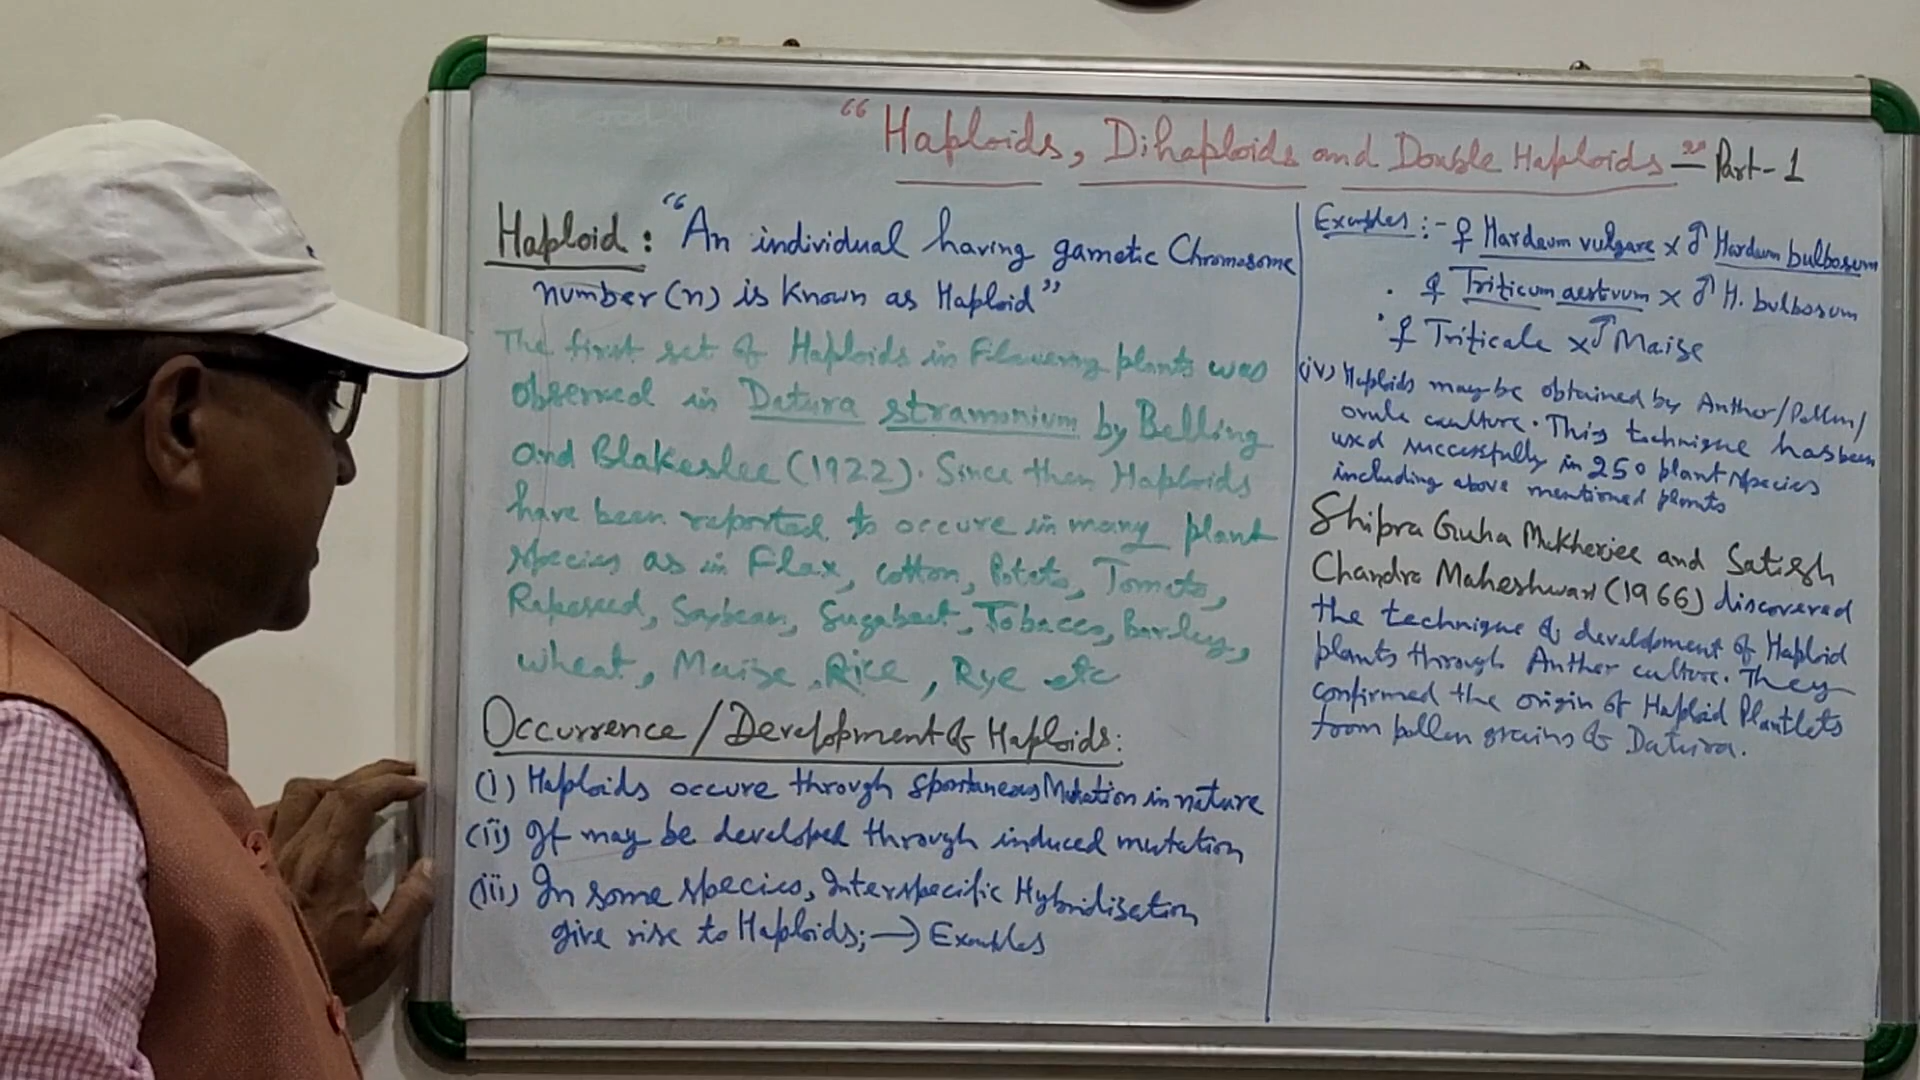 "Haploids, Dihaploids and Double Haploids" - Part-1
Haploid: "An individual having gametic Chromosome
number (n) is known as Haploid"
The first set of Haploids in Flowering plants was
observed in Datura stramonium by Belling
and Blakeslee (1922). Since then Haploids
have been reported to occure in many plant
species as in Flax, cotton, Potato, Tomato,
Rapeseed, Soybean, Sugabeet, Tobacco, Barley,
wheat, Maize, Rice, Rye etc
Occurrence / Development of Haploids:
(i) Haploids occure through spontaneous Mutation in nature
(ii) It may be developed through induced mutation
(iii) In some species, Interspecific Hybridization
give rise to Haploids; → Examples
Examples :- ♀ Hardeum vulgare x ♂ Hardeum bulbosum
. ♀ Triticum aestivum x ♂ H. bulbosum
. ♀ Triticale x ♂ Maize
(iv) Haploids may be obtained by Anther/Pollen/
ovule caulture. This technique has been
used successfully in 250 plant species
including above mentioned plants
Shipra Guha Mukherjee and Satish
Chandra Maheshwari (1966) discovered
the technique of development of Haploid
plants through Anther culture. They
confirmed the origin of Haploid Plantlets
from pollen grains of Datura.